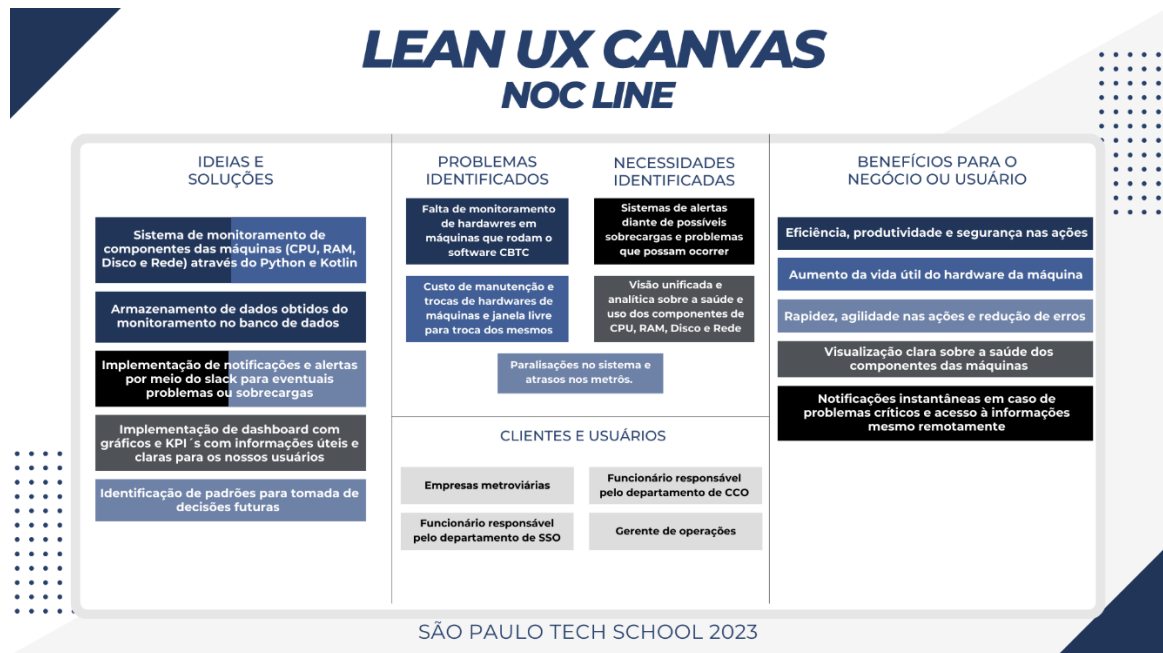 LEAN UX CANVAS
NOC LINE
IDEIAS E
SOLUÇÕES
Sistema de monitoramento de
componentes das máquinas (CPU, RAM,
Disco e Rede) através do Python e Kotlin
Armazenamento de dados obtidos do
monitoramento no banco de dados
Implementação de notificações e alertas
por meio do slack para eventuais
problemas ou sobrecargas
Implementação de dashboard com
gráficos e KPI´s com informações úteis e
claras para os nossos usuários
Identificação de padrões para tomada de
decisões futuras
PROBLEMAS
IDENTIFICADOS
Falta de monitoramento
de hardawres em
máquinas que rodam o
software CBTC
Custo de manutenção e
trocas de hardwares de
máquinas e janela livre
para troca dos mesmos
NECESSIDADES
IDENTIFICADAS
Sistemas de alertas
diante de possíveis
sobrecargas e problemas
que possam ocorrer
Visão unificada e
analítica sobre a saúde e
uso dos componentes de
CPU, RAM, Disco e Rede
Paralisações no sistema e
atrasos nos metrôs.
CLIENTES E USUÁRIOS
Empresas metroviárias
Funcionário responsável
pelo departamento de CCO
Funcionário responsável
pelo departamento de SSO
Gerente de operações
BENEFÍCIOS PARA O
NEGÓCIO OU USUÁRIO
Eficiência, produtividade e segurança nas ações
Aumento da vida útil do hardware da máquina
Rapidez, agilidade nas ações e redução de erros
Visualização clara sobre a saúde dos
componentes das máquinas
Notificações instantâneas em caso de
problemas críticos e acesso à informações
mesmo remotamente
SÃO PAULO TECH SCHOOL 2023